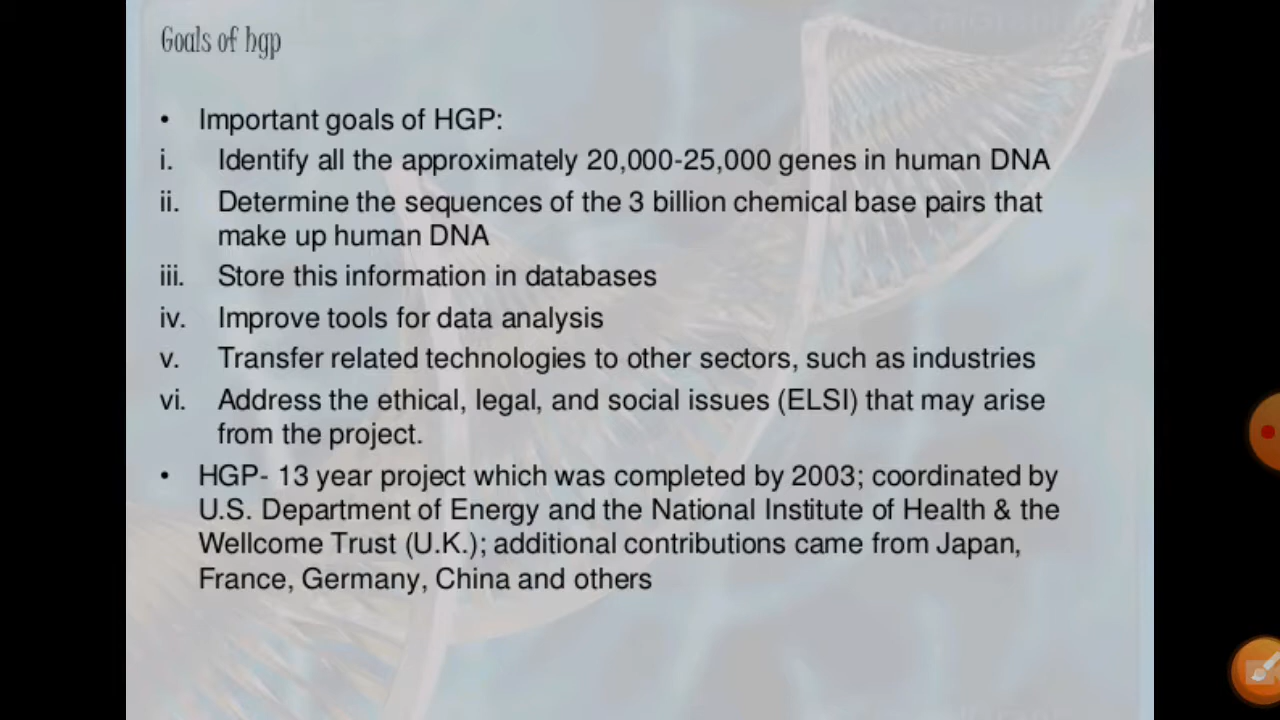 Goals of hgp
• Important goals of HGP:
i. Identify all the approximately 20,000-25,000 genes in human DNA
ii. Determine the sequences of the 3 billion chemical base pairs that
make up human DNA
iii. Store this information in databases
iv. Improve tools for data analysis
v. Transfer related technologies to other sectors, such as industries
vi. Address the ethical, legal, and social issues (ELSI) that may arise
from the project.
• HGP- 13 year project which was completed by 2003; coordinated by
U.S. Department of Energy and the National Institute of Health & the
Wellcome Trust (U.K.); additional contributions came from Japan,
France, Germany, China and others